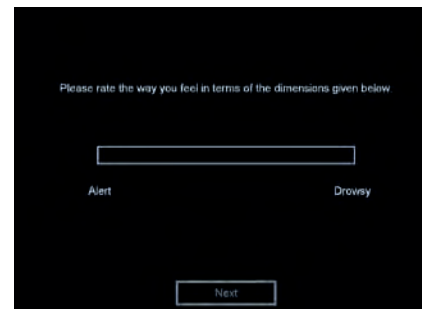 Please rate the way you feel in terms of the dimensions given below
Alert
Drowsy
Next